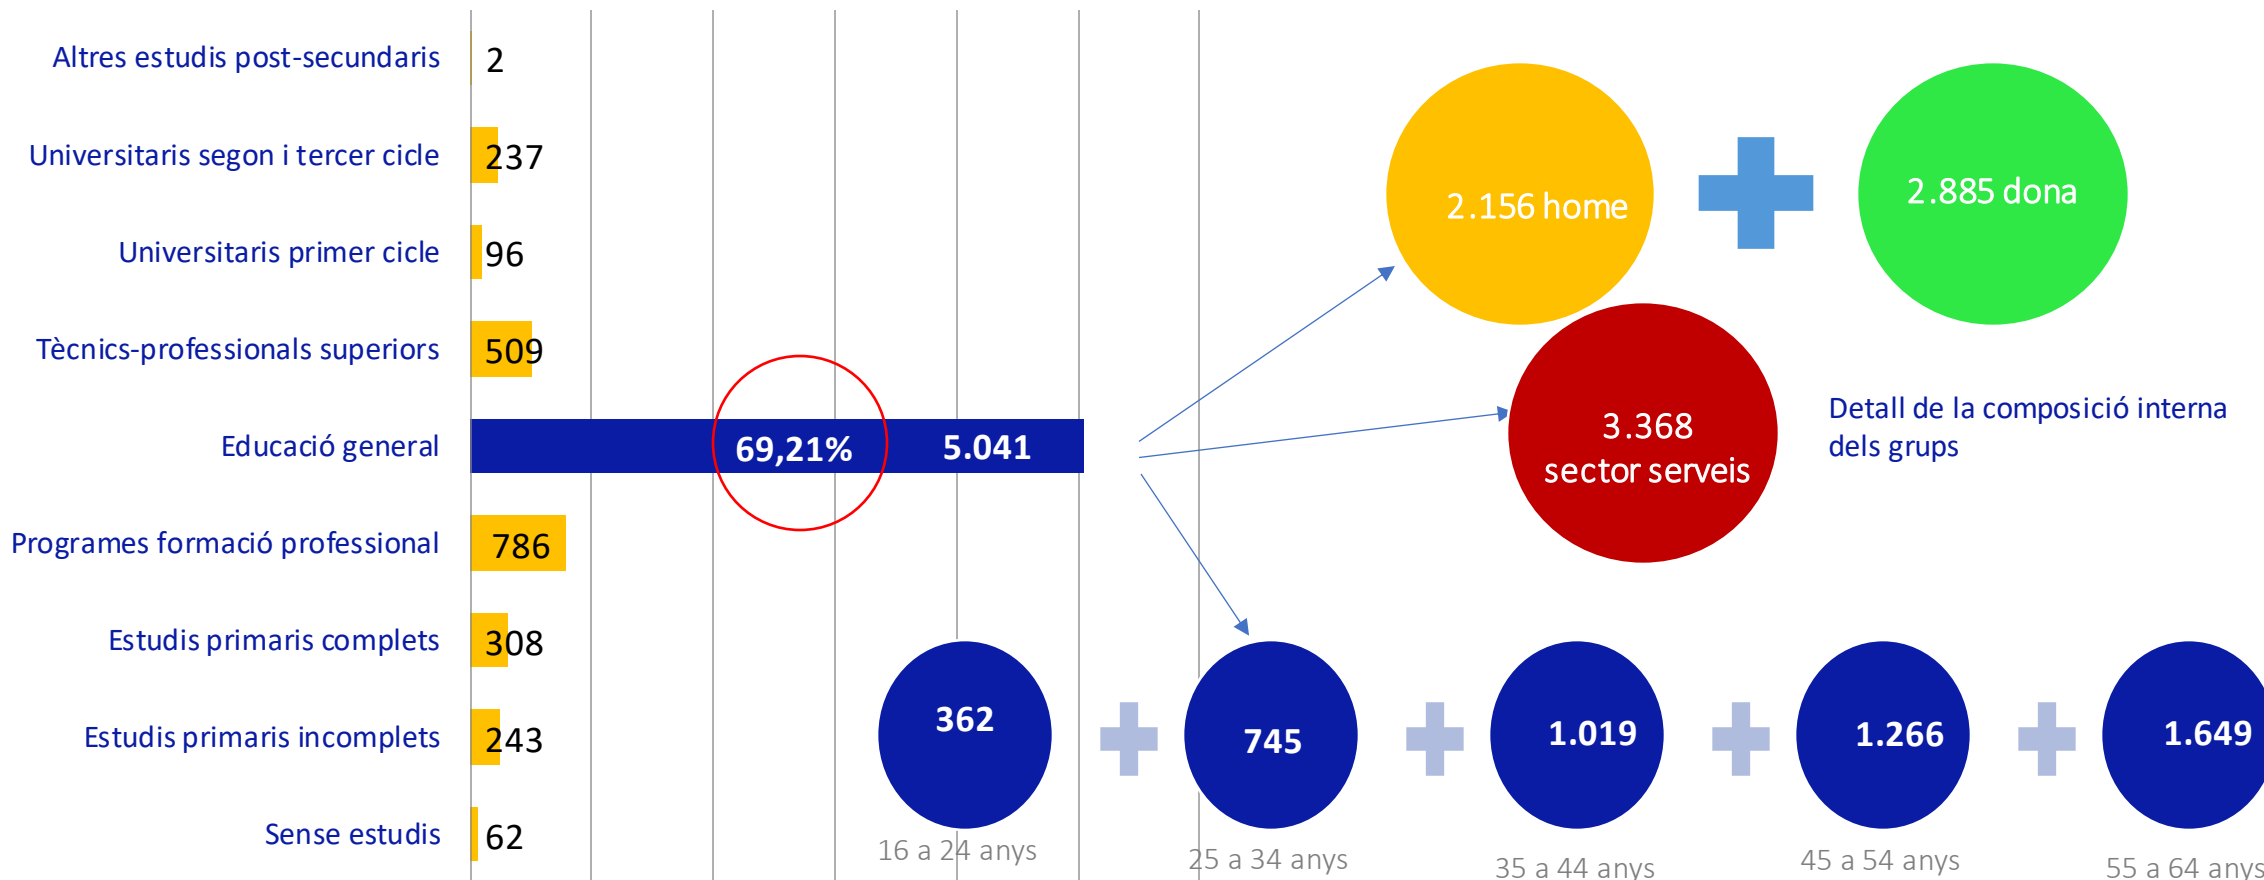 Altres estudis post-secundaris
2
Universitaris segon i tercer cicle
237
Universitaris primer cicle
96
Tècnics-professionals superiors
509
Educació general
69,21%
5.041
Programes formació professional
786
Estudis primaris complets
308
Estudis primaris incomplets
243
Sense estudis
62
2.156 home
2.885 dona
3.368
sector serveis
Detall de la composició interna
dels grups
362
745
1.019
1.266
1.649
16 a 24 anys
25 a 34 anys
35 a 44 anys
45 a 54 anys
55 a 64 anys